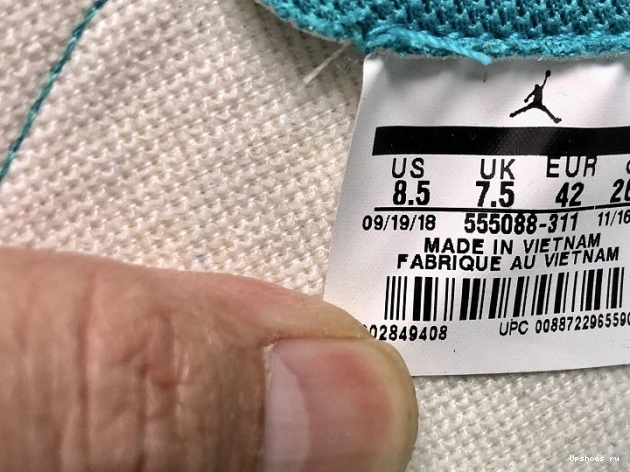 US UK EUR
8.5 7.5 42
09/19/18 555088-311
MADE IN VIETNAM
FABRIQUE AU VIETNAM
UPC
Upshoes ru